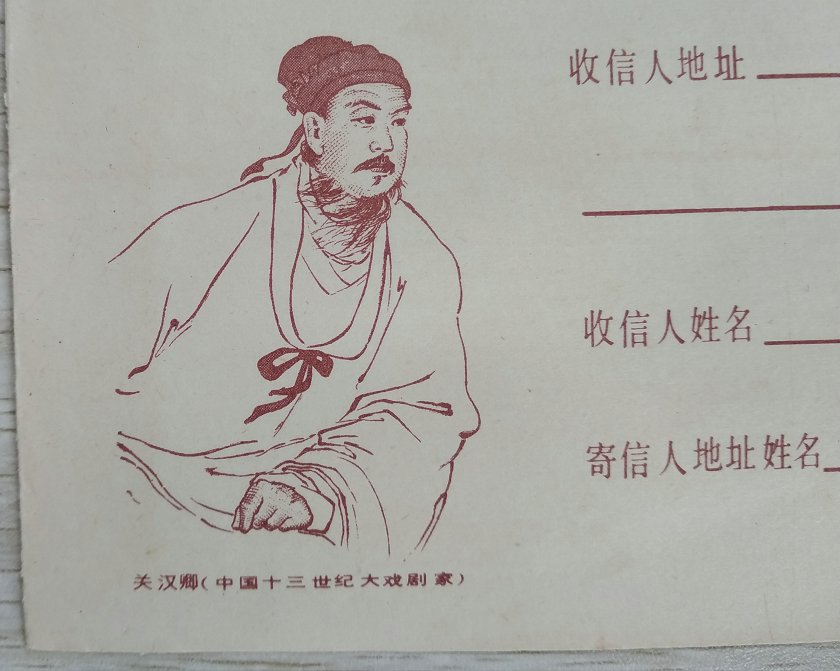 收信人地址
收信人姓名
寄信人地址姓名
关汉卿(中国十三世纪大戏剧家)